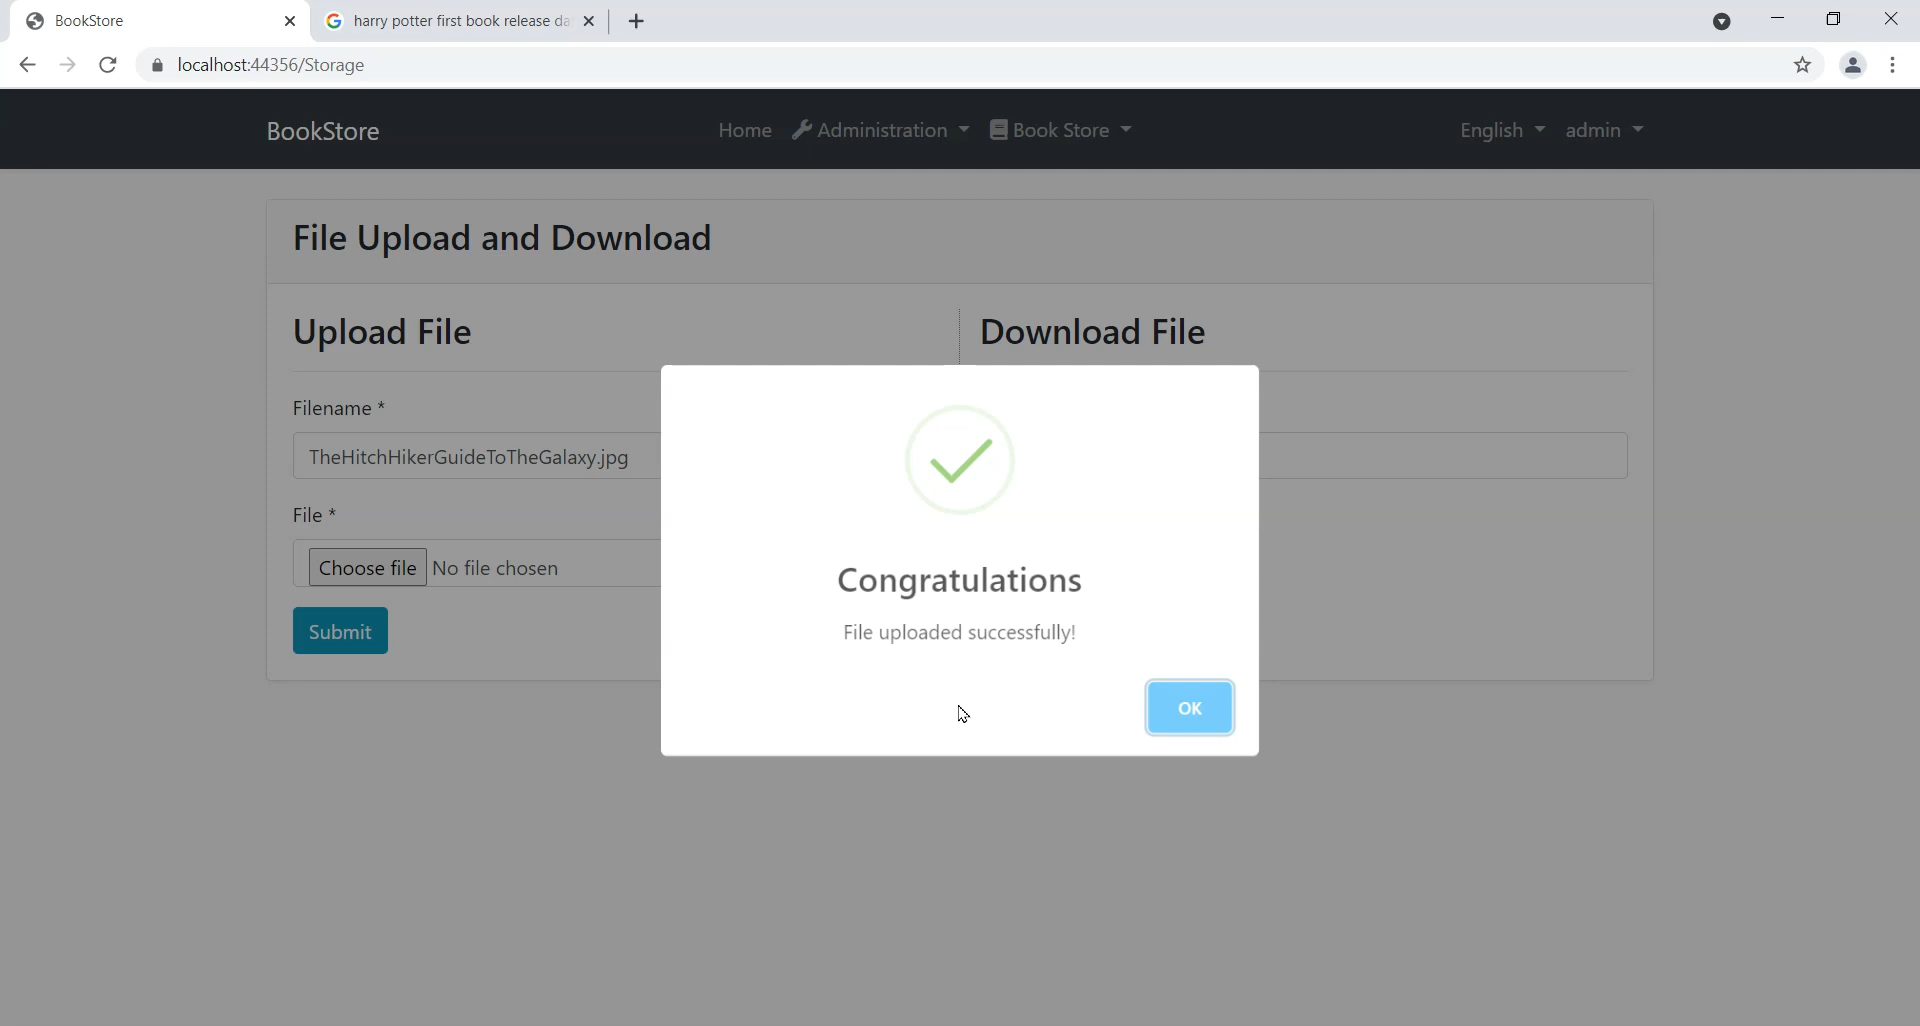 BookStore
harry potter first book release da
localhost:44356/Storage
BookStore
Home
Administration
Book Store
English
admin
File Upload and Download
Upload File
Download File
Filename *
TheHitchHikerGuideToTheGalaxy.jpg
File *
Choose file No file chosen
Submit
Congratulations
File uploaded successfully!
OK